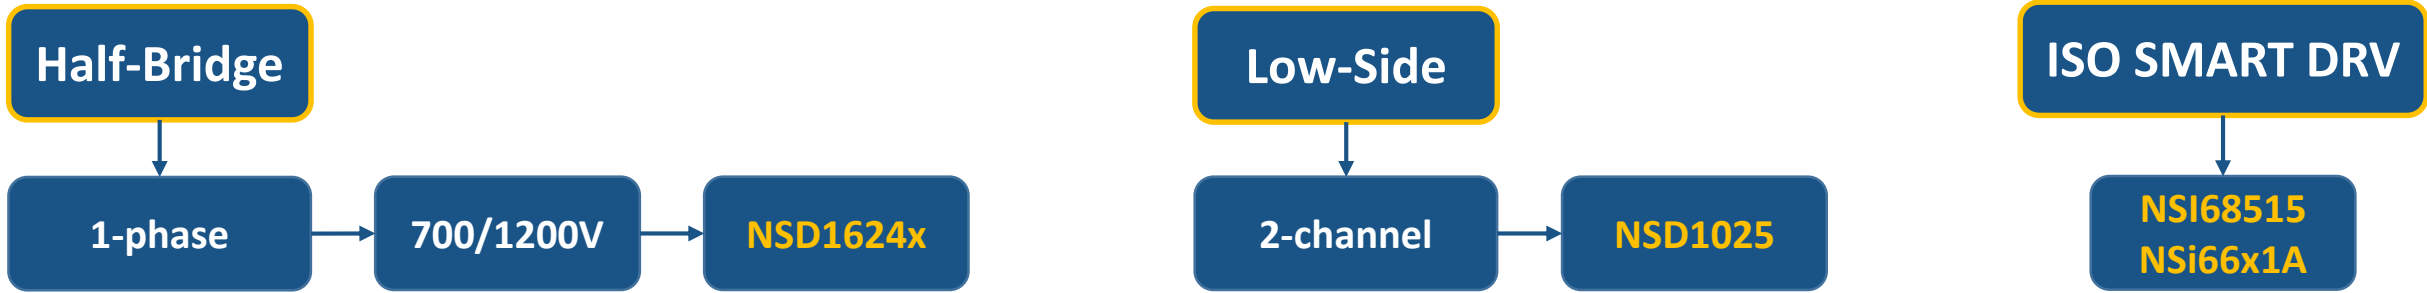 Half-Bridge
Low-Side
ISO SMART DRV
1-phase
700/1200V
NSD1624x
2-channel
NSD1025
NSI68515
NSi66x1A